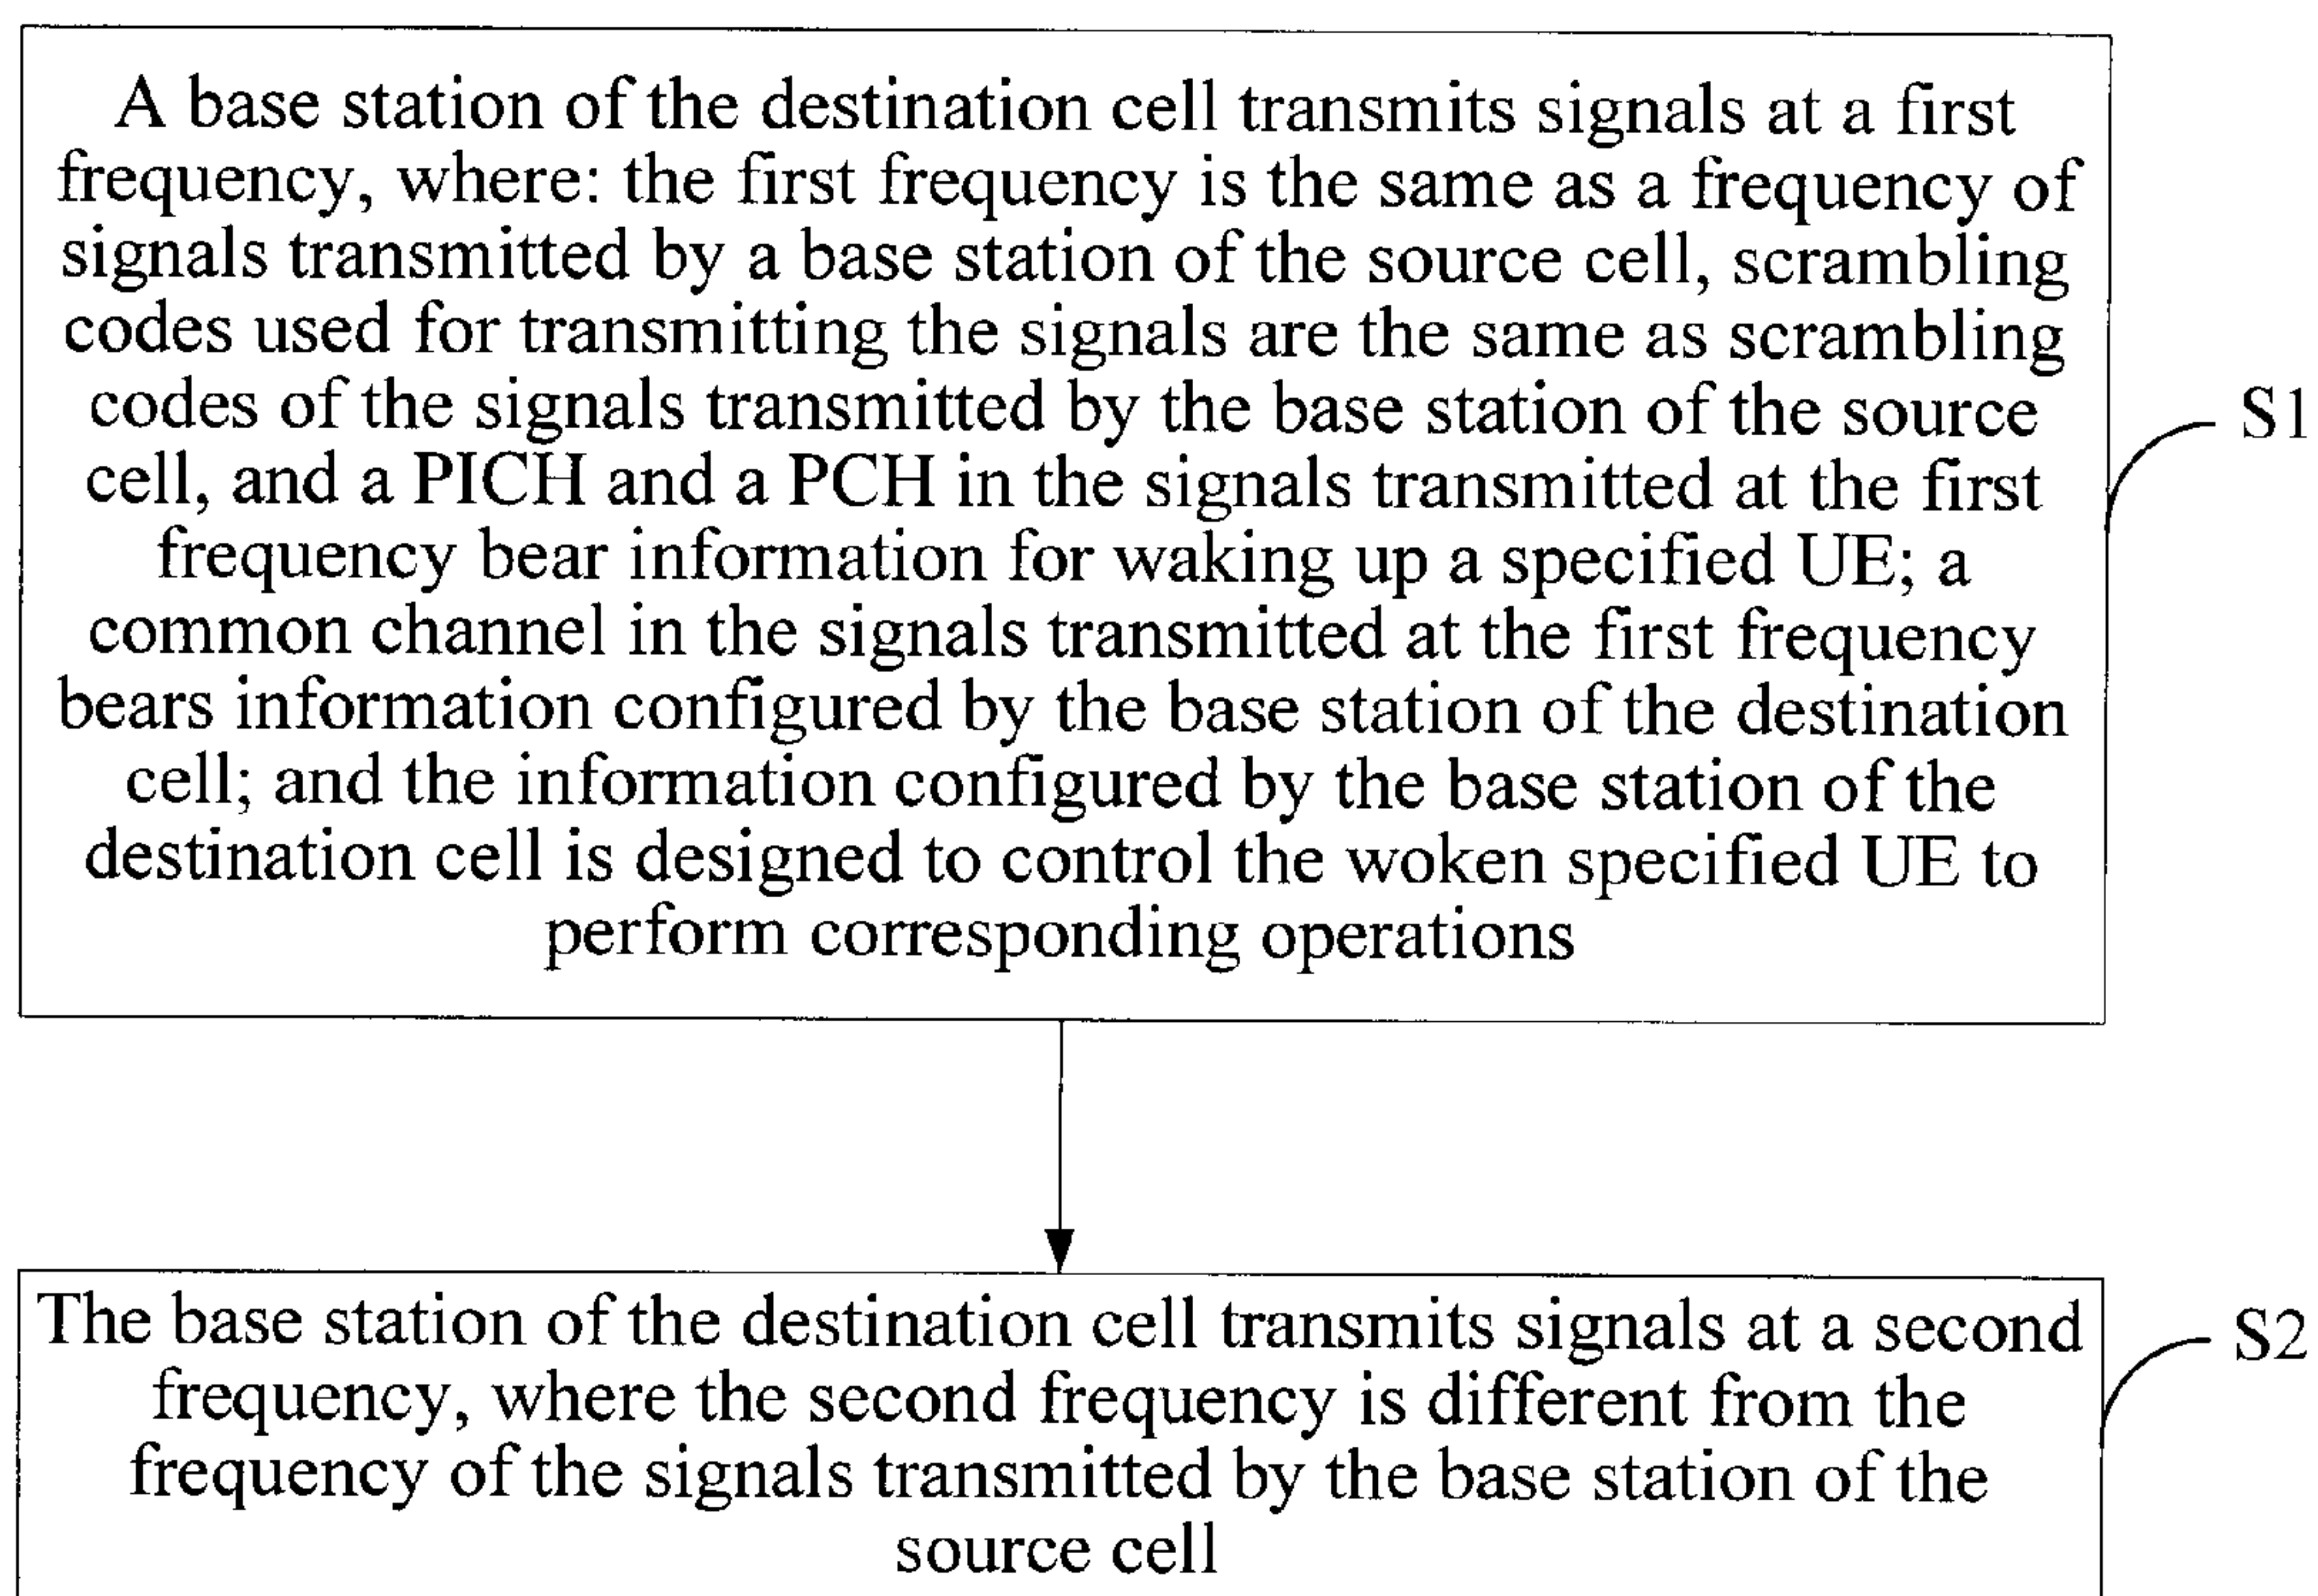 A base station of the destination cell transmits signals at a first
frequency, where: the first frequency is the same as a frequency of
signals transmitted by a base station of the source cell, scrambling
codes used for transmitting the signals are the same as scrambling
codes of the signals transmitted by the base station of the source
cell, and a PICH and a PCH in the signals transmitted at the first
frequency bear information for waking up a specified UE; a
common channel in the signals transmitted at the first frequency
bears information configured by the base station of the destination
cell; and the information configured by the base station of the
destination cell is designed to control the woken specified UE to
perform corresponding operations
S1
The base station of the destination cell transmits signals at a second
frequency, where the second frequency is different from the
frequency of the signals transmitted by the base station of the
source cell
S2